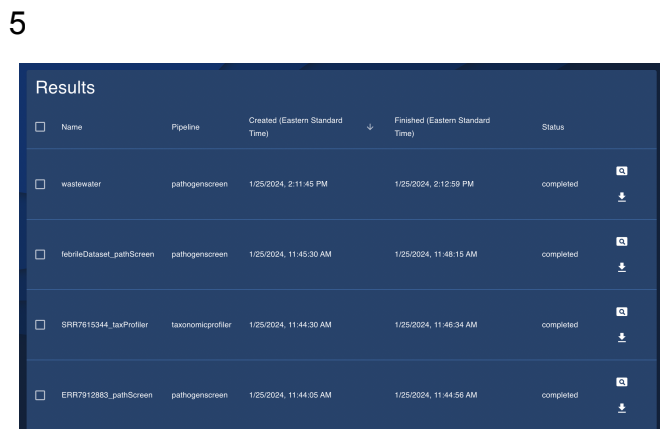 5
Results
Name Pipeline Created (Eastern Standard Time) Finished (Eastern Standard Time) Status
wastewater pathogenscreen 1/25/2024, 2:11:45 PM 1/25/2024, 2:12:59 PM completed
febrileDataset_pathScreen pathogenscreen 1/25/2024, 11:45:30 AM 1/25/2024, 11:48:15 AM completed
SRR7615344_taxProfiler taxonomicprofiler 1/25/2024, 11:44:30 AM 1/25/2024, 11:46:34 AM completed
ERR7912883_pathScreen pathogenscreen 1/25/2024, 11:44:05 AM 1/25/2024, 11:44:56 AM completed